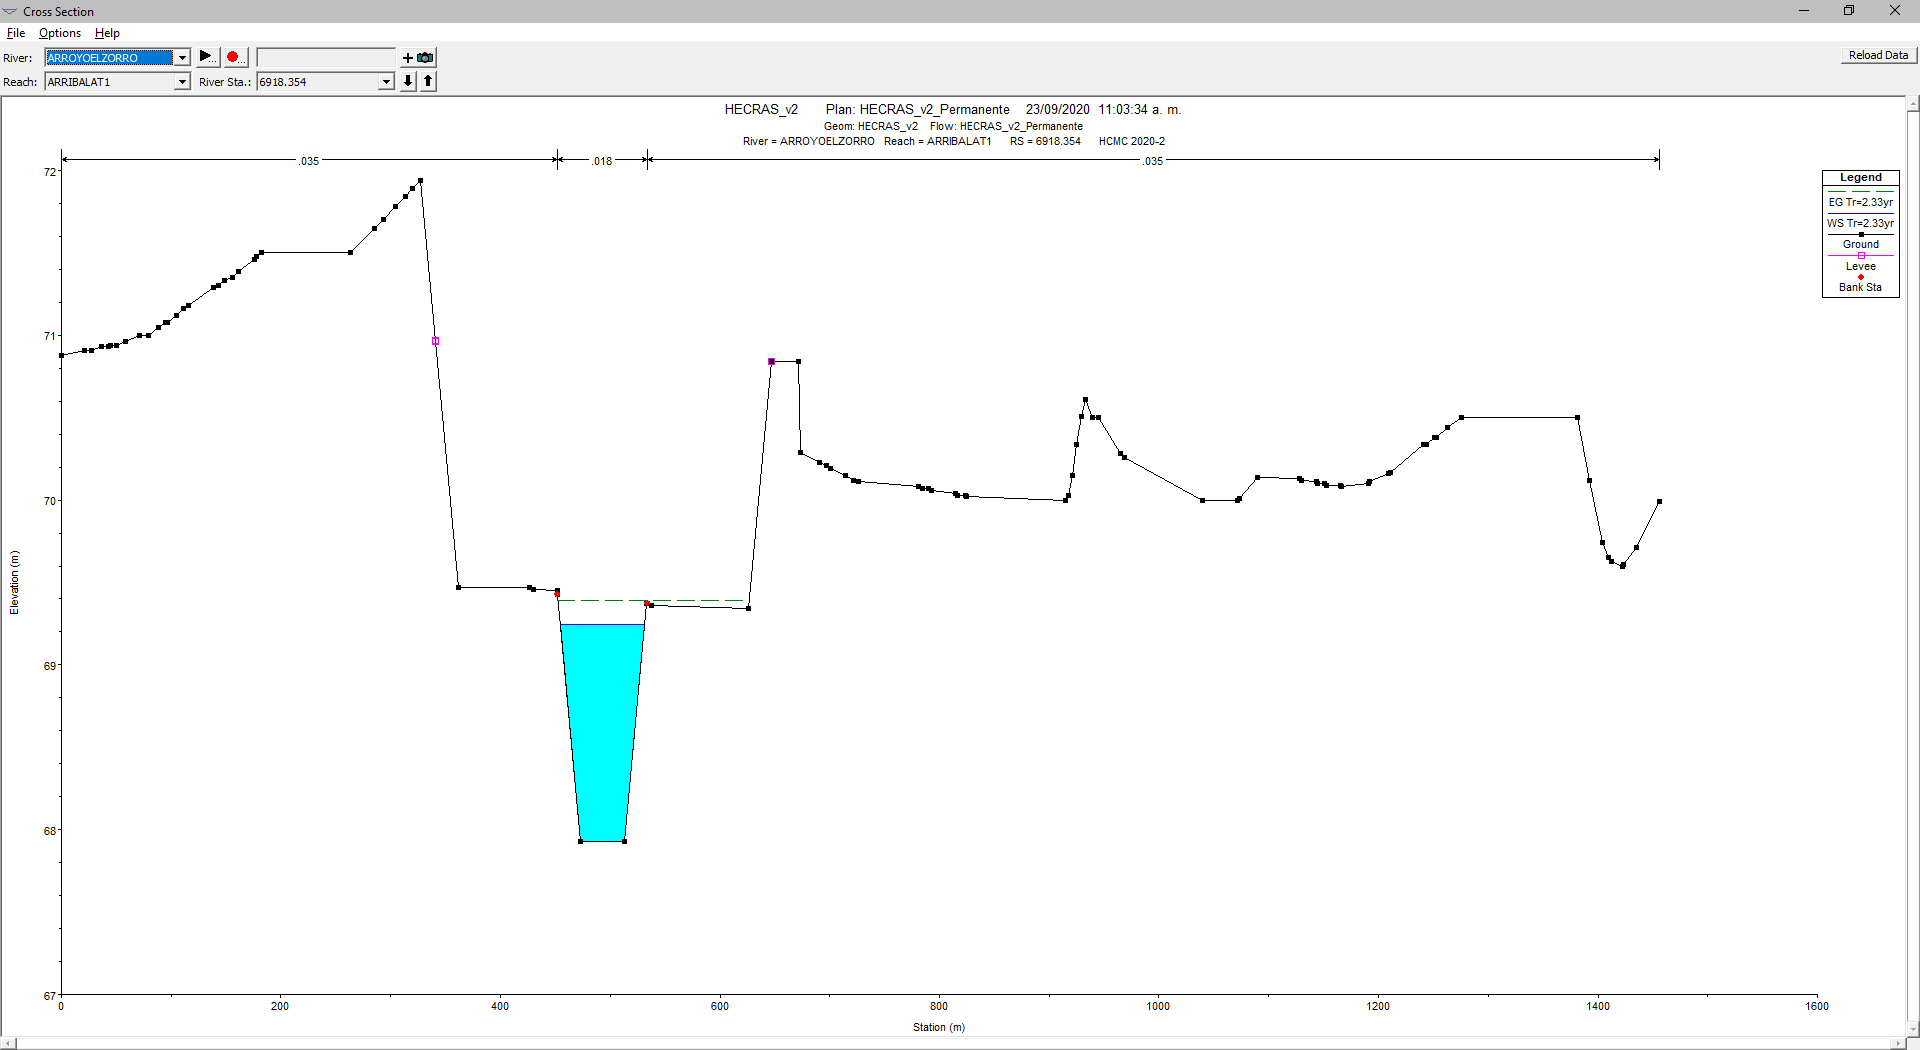 Cross Section
File Options Help
River: ARROYOELZORRO ... ...
Reload Data
Reach: ARRIBALAT1 River Sta.: 6918.354
HECRAS_v2 Plan: HECRAS_v2_Permanente 23/09/2020 11:03:34 a. m.
Geom: HECRAS_v2 Flow: HECRAS_v2_Permanente
River = ARROYOELZORRO Reach = ARRIBALAT1 RS = 6918.354 HCMC 2020-2
.035 .018 .035
72
71
70
69
68
67
Elevation (m)
0 200 400 600 800 1000 1200 1400 1600
Station (m)
Legend
EG Tr=2.33yr
WS Tr=2.33yr
Ground
Levee
Bank Sta